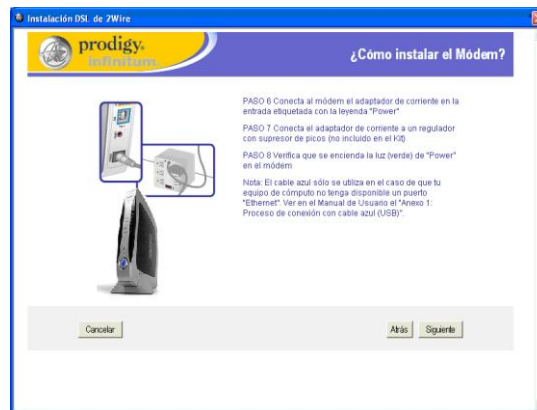 Instalación DSL de 2Wire
prodigy.
infinitum
¿Cómo instalar el Módem?
PASO 6 Conecta al módem el adaptador de corriente en la
entrada etiquetada con la leyenda "Power"
PASO 7 Conecta el adaptador de corriente a un regulador
con supresor de picos (no incluido en el Kit)
PASO 8 Verifica que se encienda la luz (verde) de "Power"
en el módem
Nota: El cable azul sólo se utiliza en el caso de que tu
equipo de cómputo no tenga disponible un puerto
"Ethernet". Ver en el Manual de Usuario el "Anexo 1:
Proceso de conexión con cable azul (USB)".
Cancelar
Atrás
Siguiente